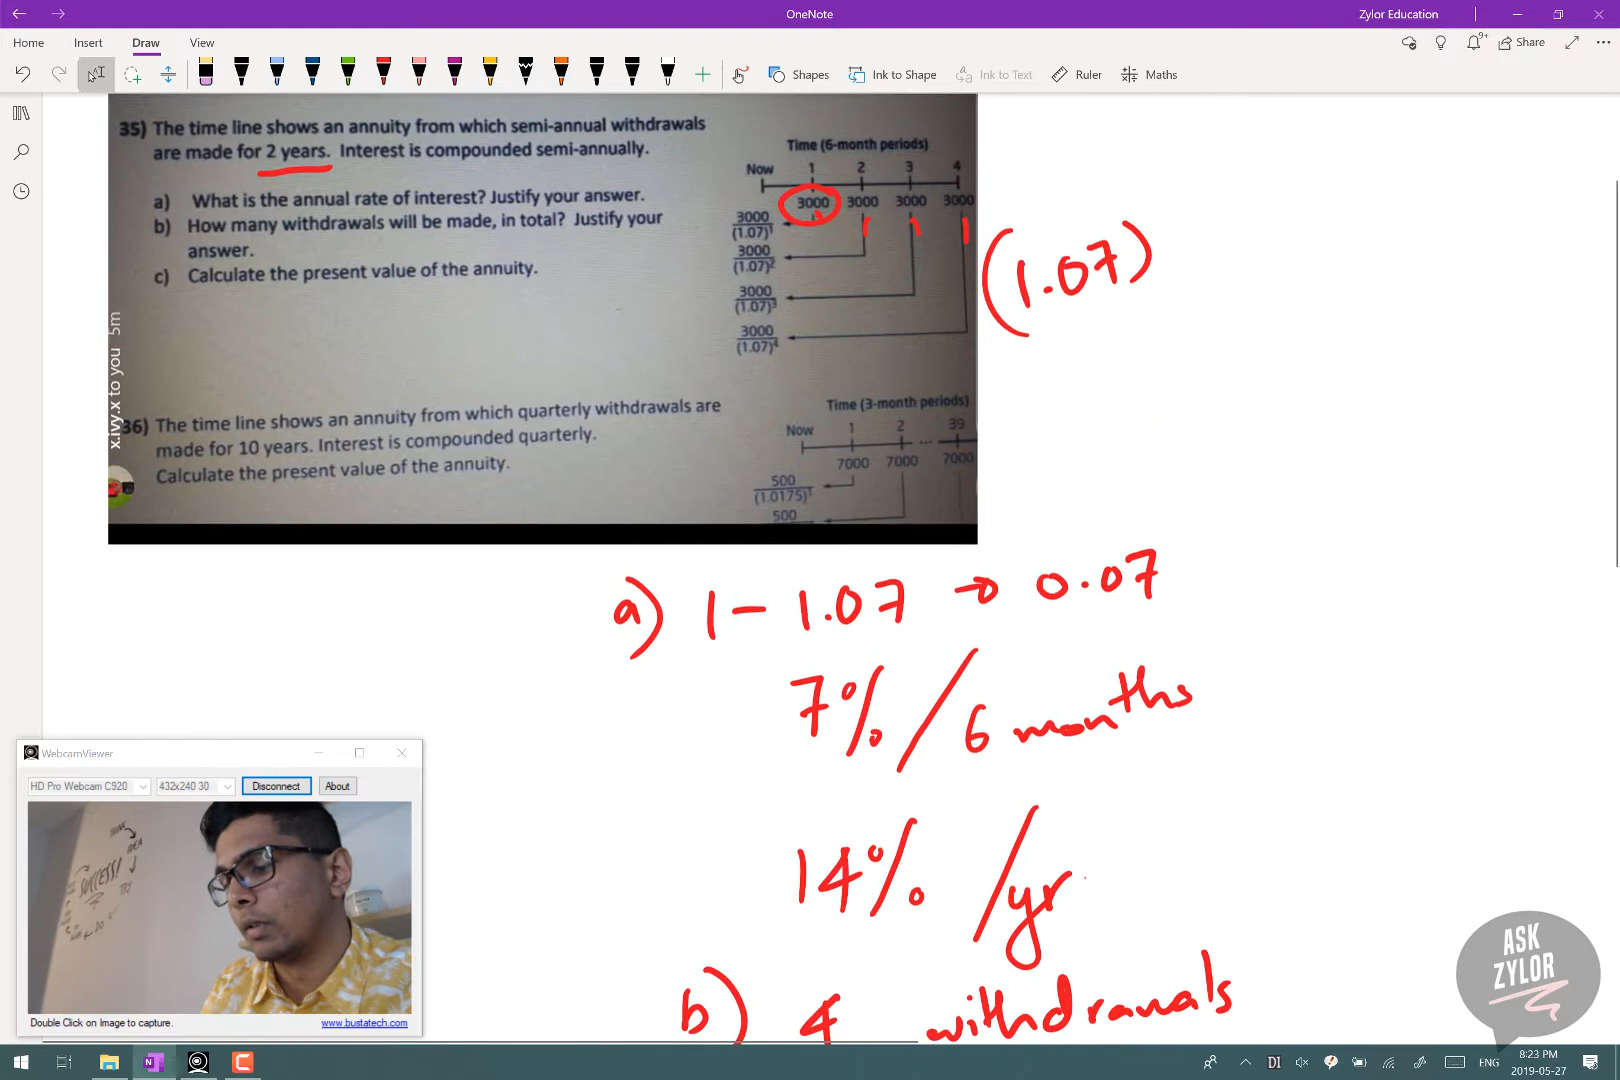 OneNote
Zylor Education
Home Insert Draw View
9+ Share
Shapes Ink to Shape Ink to Text Ruler Maths
35) The time line shows an annuity from which semi-annual withdrawals
are made for 2 years. Interest is compounded semi-annually.
a) What is the annual rate of interest? Justify your answer.
b) How many withdrawals will be made, in total? Justify your
answer.
c) Calculate the present value of the annuity.
Time (6-month periods)
Now 1 2 3 4
3000 3000 3000 3000
3000
(1.07)¹
3000
(1.07)²
3000
(1.07)³
3000
(1.07)⁴
(1.07)
x.ivy.x to you 5m
36) The time line shows an annuity from which quarterly withdrawals are
made for 10 years. Interest is compounded quarterly.
Calculate the present value of the annuity.
Time (3-month periods)
Now 1 2 ... 39
7000 7000 7000
500
(1.0175)¹
500
a) 1 - 1.07 → 0.07
7% / 6 months
14% /yr
b) 4 withdrawals
WebcamViewer
HD Pro Webcam C920 432x240 30 Disconnect About
THINK
IDEA
SUCCESS!
TRY
DO
Double Click on Image to capture. www.bustatech.com
ASK
ZYLOR
ENG 8:23 PM
2019-05-27